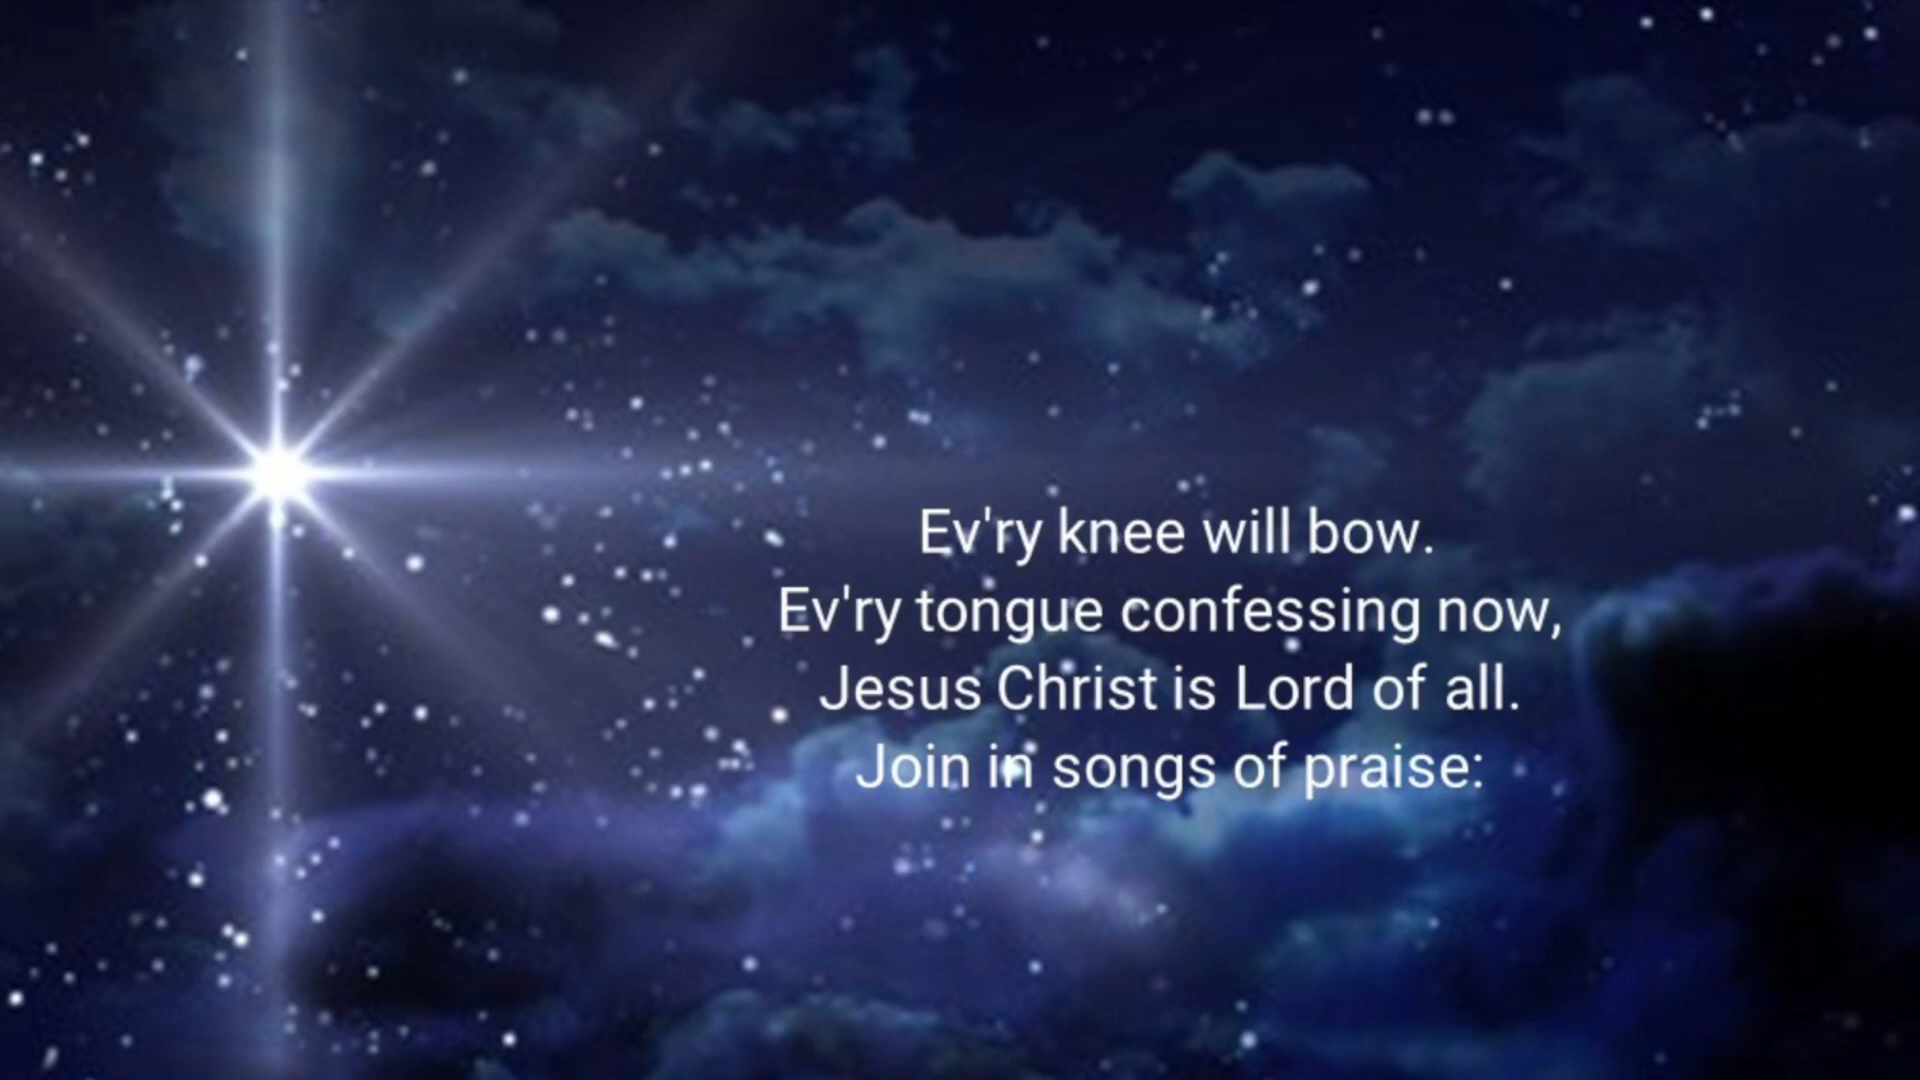 Ev'ry knee will bow.
Ev'ry tongue confessing now,
Jesus Christ is Lord of all.
Join in songs of praise: